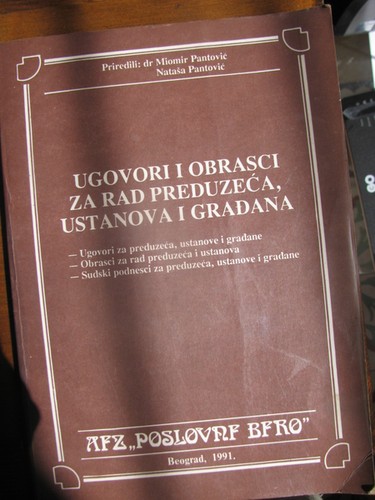 Priredili: dr Miomir Pantović
Nataša Pantović
UGOVORI I OBRASCI
ZA RAD PREDUZEĆA,
USTANOVA I GRAĐANA
— Ugovori za preduzeća, ustanove i građane
— Obrasci za rad preduzeća i ustanova
— Sudski podnesci za preduzeća, ustanove i građane
AFZ „POSLOVNI BIRO”
Beograd, 1991.